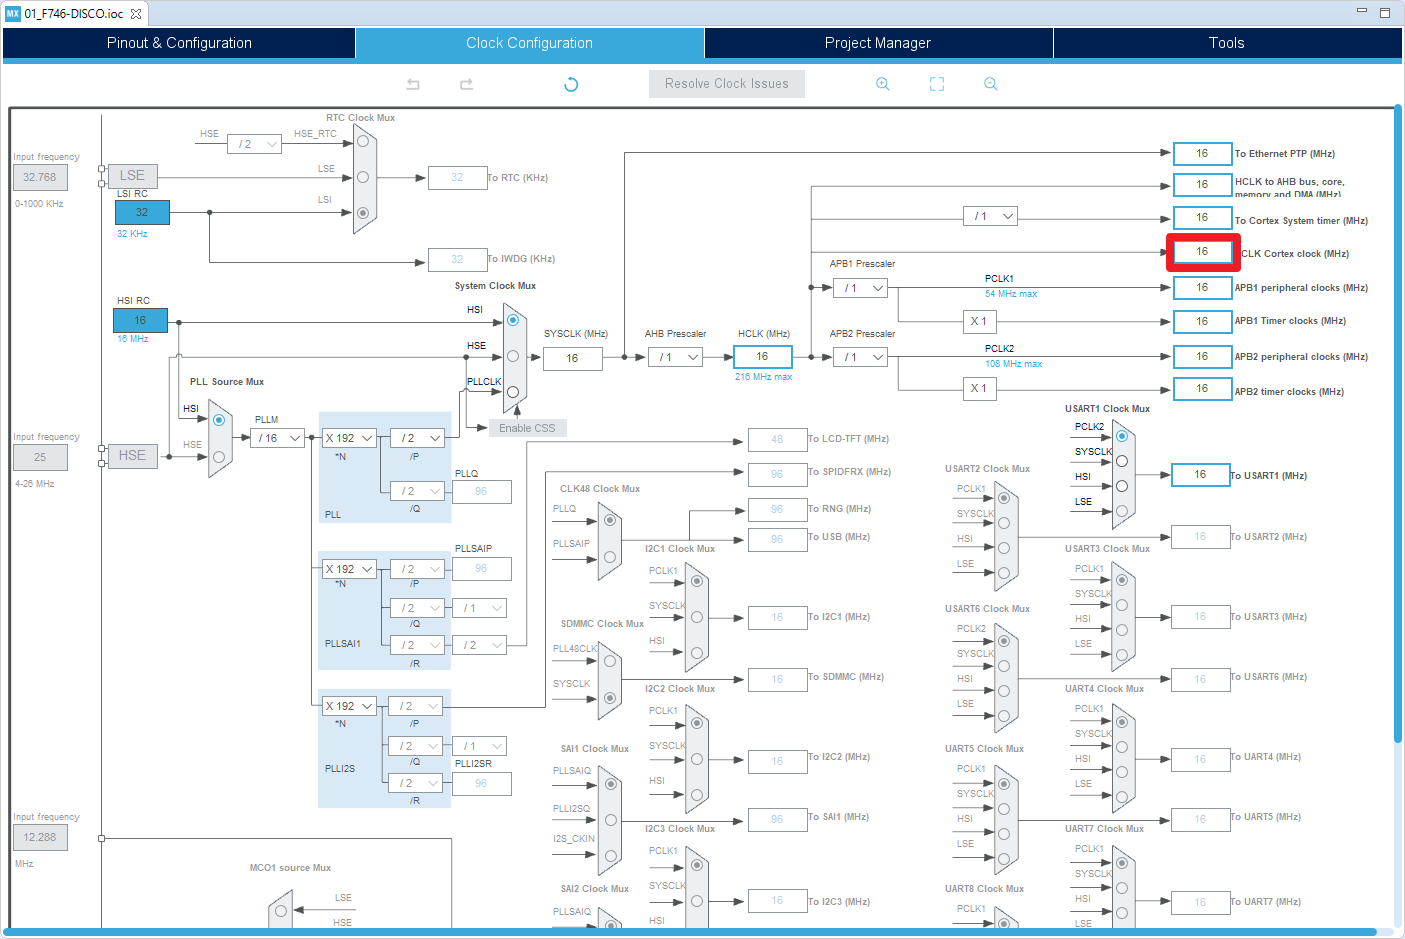 MX 01_F746-DISCO.ioc
Pinout & Configuration
Clock Configuration
Project Manager
Tools
Resolve Clock Issues
RTC Clock Mux
HSE
/ 2
HSE_RTC
Input frequency
32.768
0-1000 KHz
LSE
LSE
32
To RTC (KHz)
LSI RC
32
32 KHz
LSI
32
To IWDG (KHz)
16
To Ethernet PTP (MHz)
16
HCLK to AHB bus, core,
memory and DMA (MHz)
/ 1
16
To Cortex System timer (MHz)
16
CLK Cortex clock (MHz)
System Clock Mux
HSI RC
16
16 MHz
HSI
HSE
PLLCLK
SYSCLK (MHz)
16
AHB Prescaler
/ 1
HCLK (MHz)
16
216 MHz max
APB1 Prescaler
/ 1
PCLK1
54 MHz max
16
APB1 peripheral clocks (MHz)
X 1
16
APB1 Timer clocks (MHz)
APB2 Prescaler
/ 1
PCLK2
108 MHz max
16
APB2 peripheral clocks (MHz)
X 1
16
APB2 timer clocks (MHz)
Enable CSS
PLL Source Mux
HSI
HSE
Input frequency
25
4-26 MHz
HSE
PLLM
/ 16
X 192
*N
/ 2
/P
PLLQ
/ 2
/Q
96
PLL
PLLSAIP
X 192
*N
/ 2
/P
96
/ 2
/Q
/ 1
PLLSAI1
/ 2
/R
/ 2
X 192
*N
/ 2
/P
/ 2
/Q
/ 1
PLLI2S
PLLI2SR
/ 2
/R
96
48
To LCD-TFT (MHz)
96
To SPIDFRX (MHz)
CLK48 Clock Mux
PLLQ
PLLSAIP
96
To RNG (MHz)
96
To USB (MHz)
I2C1 Clock Mux
PCLK1
SYSCLK
HSI
16
To I2C1 (MHz)
SDMMC Clock Mux
PLL48CLK
SYSCLK
16
To SDMMC (MHz)
I2C2 Clock Mux
PCLK1
SYSCLK
HSI
16
To I2C2 (MHz)
SAI1 Clock Mux
PLLSAIQ
PLLI2SQ
I2S_CKIN
96
To SAI1 (MHz)
I2C3 Clock Mux
PCLK1
SYSCLK
HSI
16
To I2C3 (MHz)
SAI2 Clock Mux
PLLSAIQ
USART1 Clock Mux
PCLK2
SYSCLK
HSI
LSE
16
To USART1 (MHz)
USART2 Clock Mux
PCLK1
SYSCLK
HSI
LSE
16
To USART2 (MHz)
USART3 Clock Mux
PCLK1
SYSCLK
HSI
LSE
16
To USART3 (MHz)
USART6 Clock Mux
PCLK2
SYSCLK
HSI
LSE
16
To USART6 (MHz)
UART4 Clock Mux
PCLK1
SYSCLK
HSI
LSE
16
To UART4 (MHz)
UART5 Clock Mux
PCLK1
SYSCLK
HSI
LSE
16
To UART5 (MHz)
UART7 Clock Mux
PCLK1
SYSCLK
HSI
LSE
16
To UART7 (MHz)
UART8 Clock Mux
PCLK1
Input frequency
12.288
MHz
MCO1 source Mux
LSE
HSE